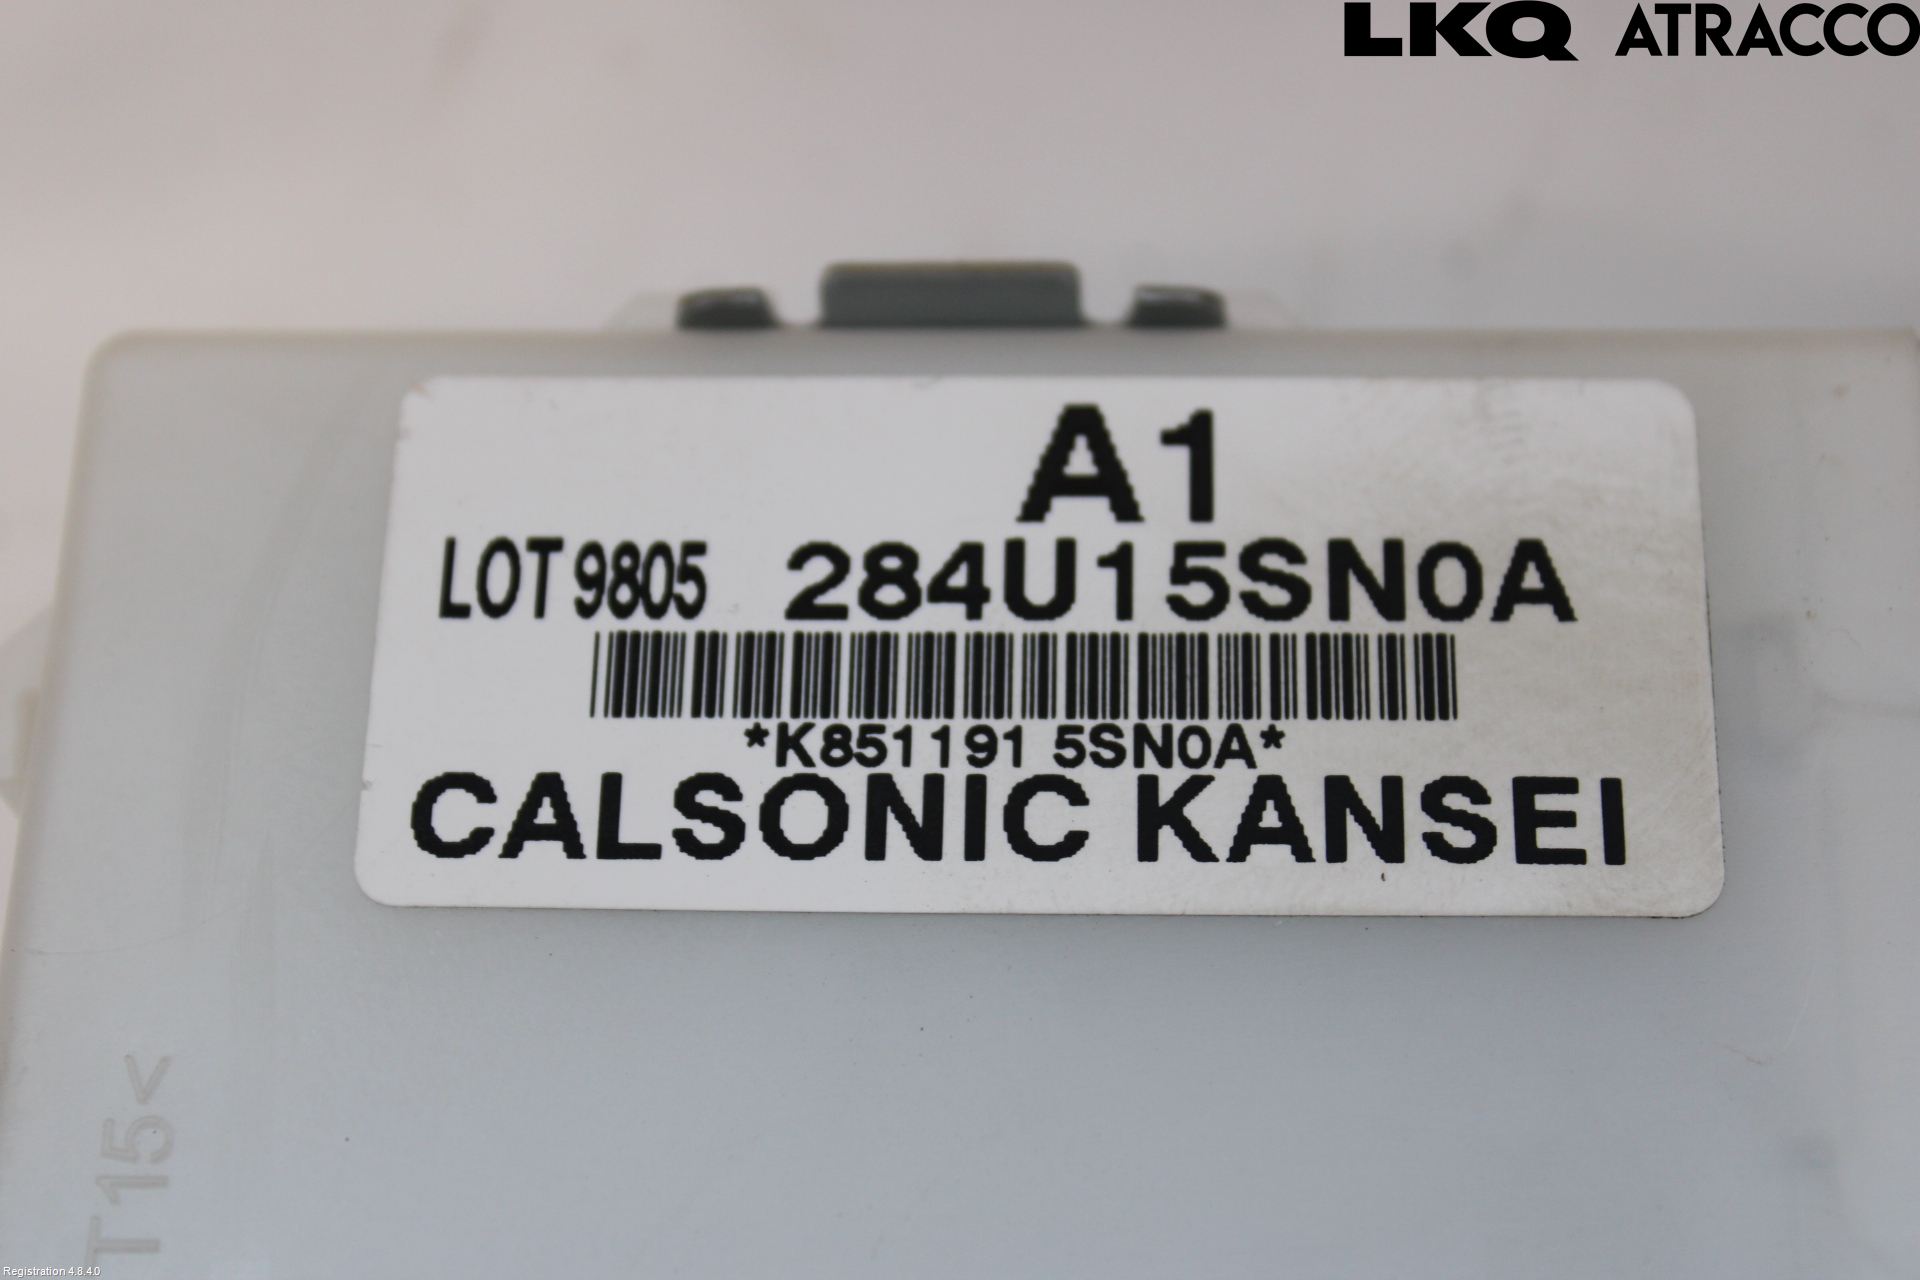 LKQ ATRACCO
A1
LOT 9805 284U15SN0A
*K851191 5SN0A*
CALSONIC KANSEI
T15<
Registration 4.8.4.0